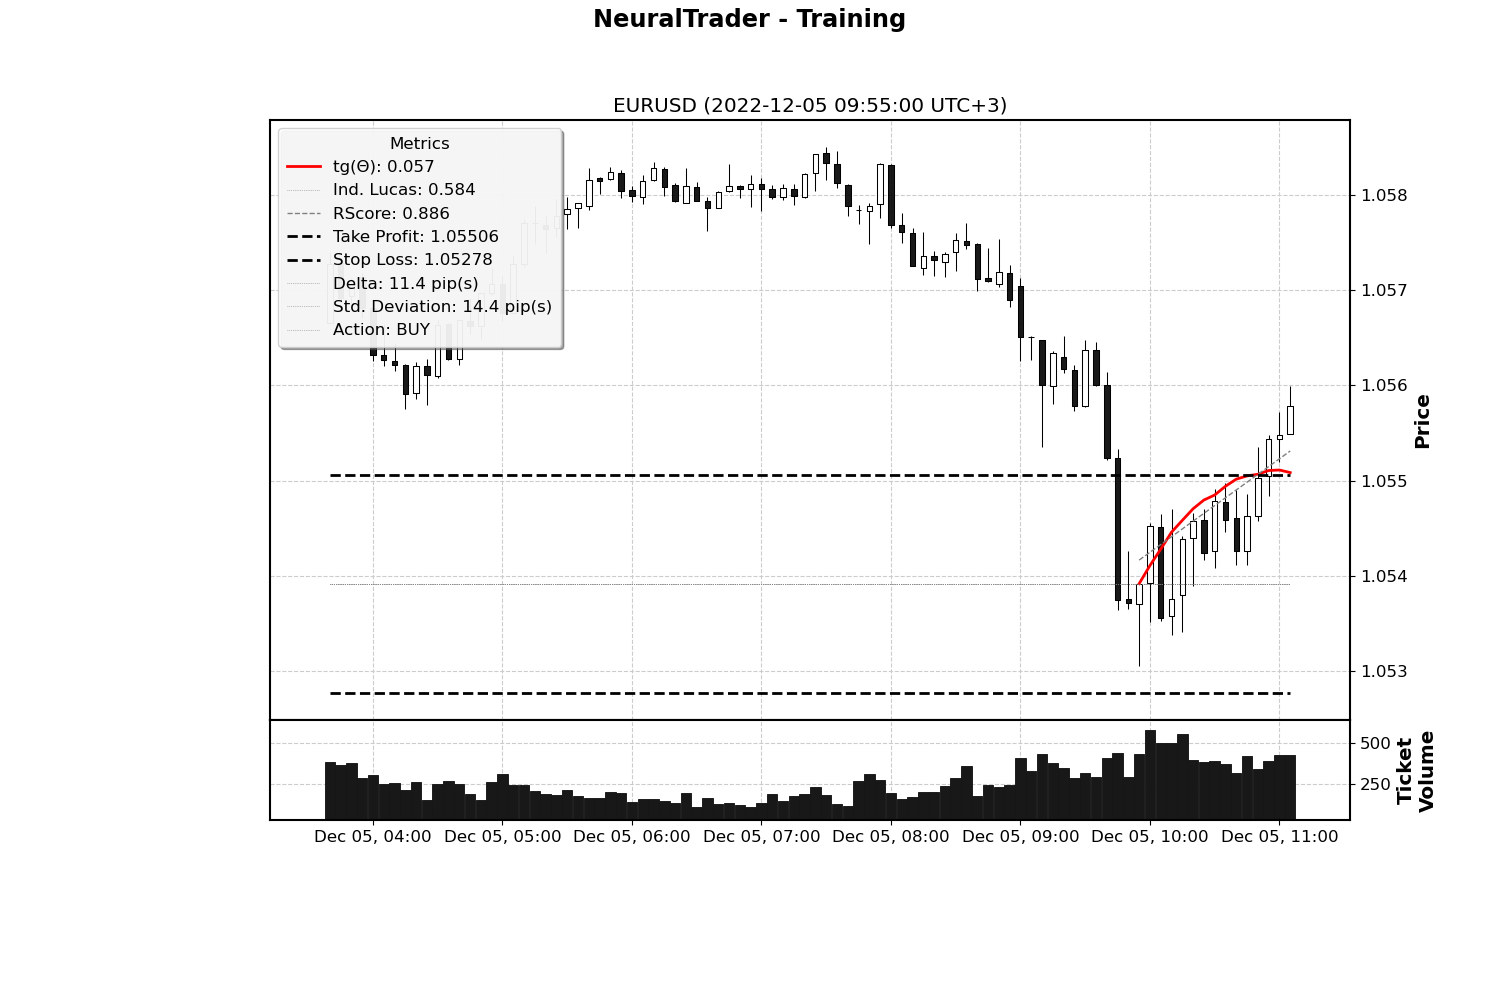 NeuralTrader - Training
EURUSD (2022-12-05 09:55:00 UTC+3)
Metrics
tg(Θ): 0.057
Ind. Lucas: 0.584
RScore: 0.886
Take Profit: 1.05506
Stop Loss: 1.05278
Delta: 11.4 pip(s)
Std. Deviation: 14.4 pip(s)
Action: BUY
1.058
1.057
1.056
1.055
1.054
1.053
Price
500
250
Ticket
Volume
Dec 05, 04:00 Dec 05, 05:00 Dec 05, 06:00 Dec 05, 07:00 Dec 05, 08:00 Dec 05, 09:00 Dec 05, 10:00 Dec 05, 11:00